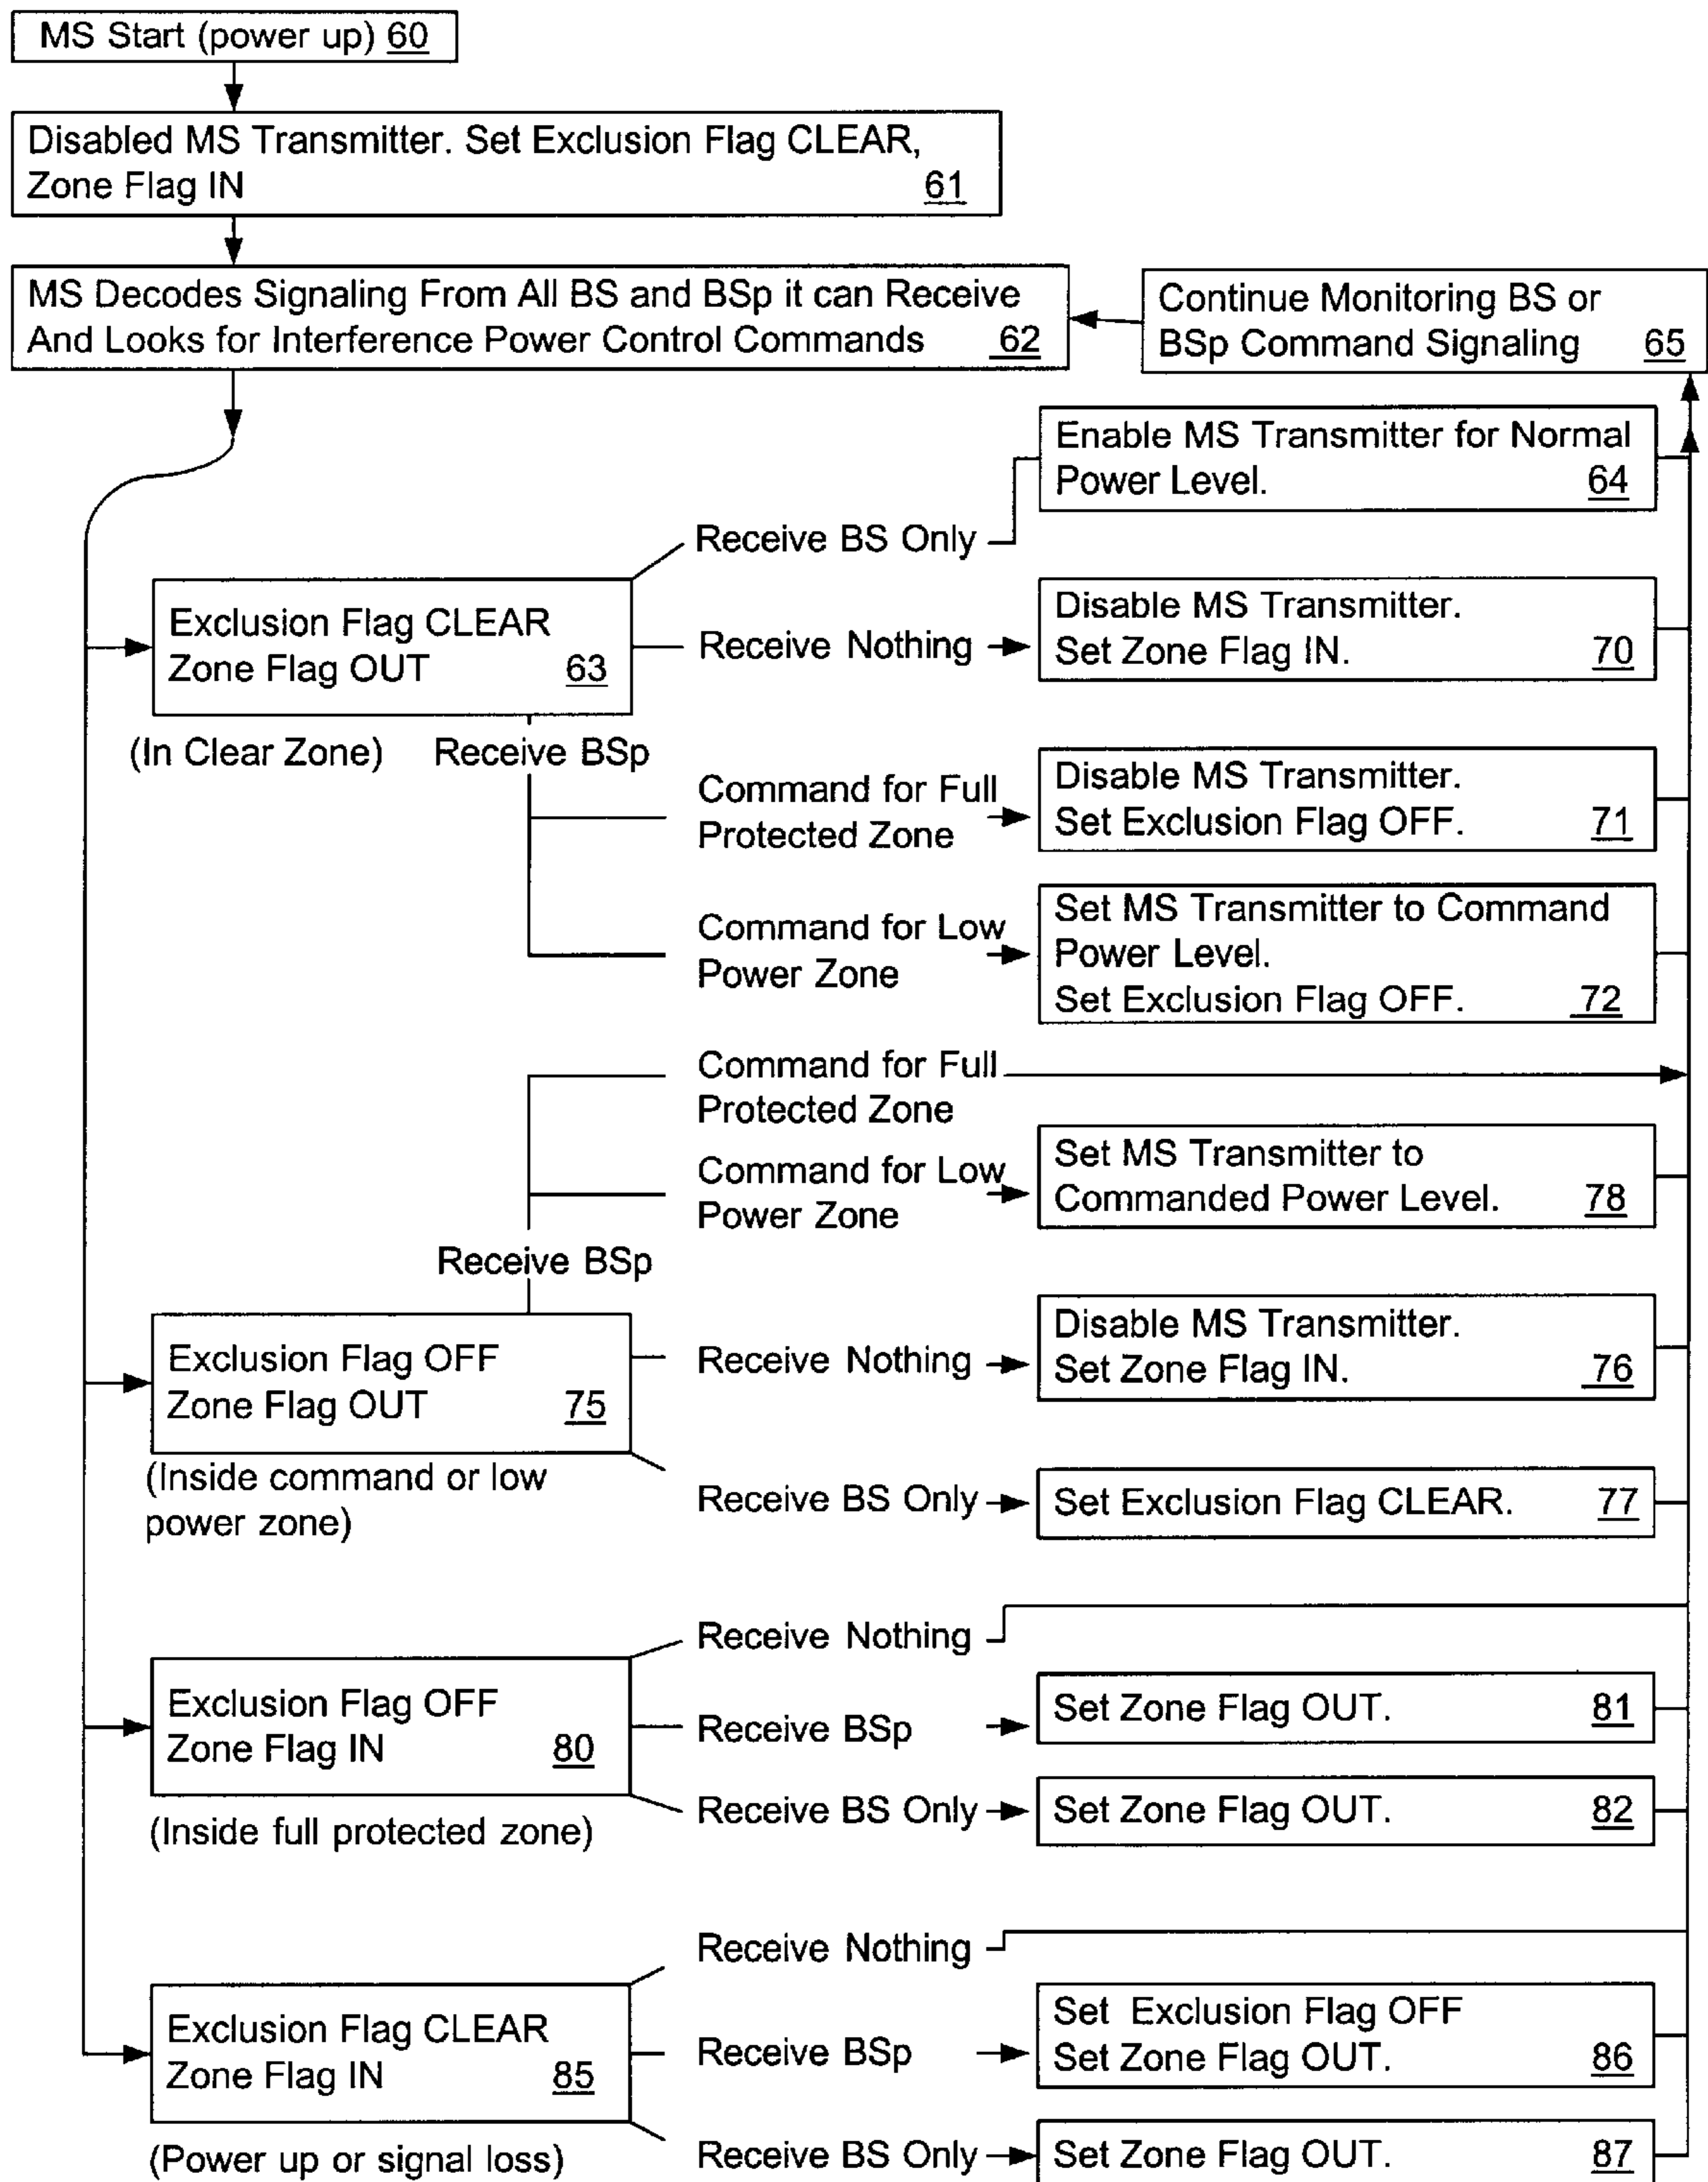 MS Start (power up) 60
Disabled MS Transmitter. Set Exclusion Flag CLEAR,
Zone Flag IN 61
MS Decodes Signaling From All BS and BSp it can Receive
And Looks for Interference Power Control Commands 62
Continue Monitoring BS or
BSp Command Signaling 65
Enable MS Transmitter for Normal
Power Level. 64
Receive BS Only
Exclusion Flag CLEAR
Zone Flag OUT 63
(In Clear Zone)
Receive Nothing
Disable MS Transmitter.
Set Zone Flag IN. 70
Receive BSp
Command for Full
Protected Zone
Disable MS Transmitter.
Set Exclusion Flag OFF. 71
Command for Low
Power Zone
Set MS Transmitter to Command
Power Level.
Set Exclusion Flag OFF. 72
Command for Full
Protected Zone
Command for Low
Power Zone
Set MS Transmitter to
Commanded Power Level. 78
Receive BSp
Exclusion Flag OFF
Zone Flag OUT 75
(Inside command or low
power zone)
Receive Nothing
Disable MS Transmitter.
Set Zone Flag IN. 76
Receive BS Only
Set Exclusion Flag CLEAR. 77
Receive Nothing
Exclusion Flag OFF
Zone Flag IN 80
(Inside full protected zone)
Receive BSp
Set Zone Flag OUT. 81
Receive BS Only
Set Zone Flag OUT. 82
Receive Nothing
Exclusion Flag CLEAR
Zone Flag IN 85
(Power up or signal loss)
Receive BSp
Set Exclusion Flag OFF
Set Zone Flag OUT. 86
Receive BS Only
Set Zone Flag OUT. 87